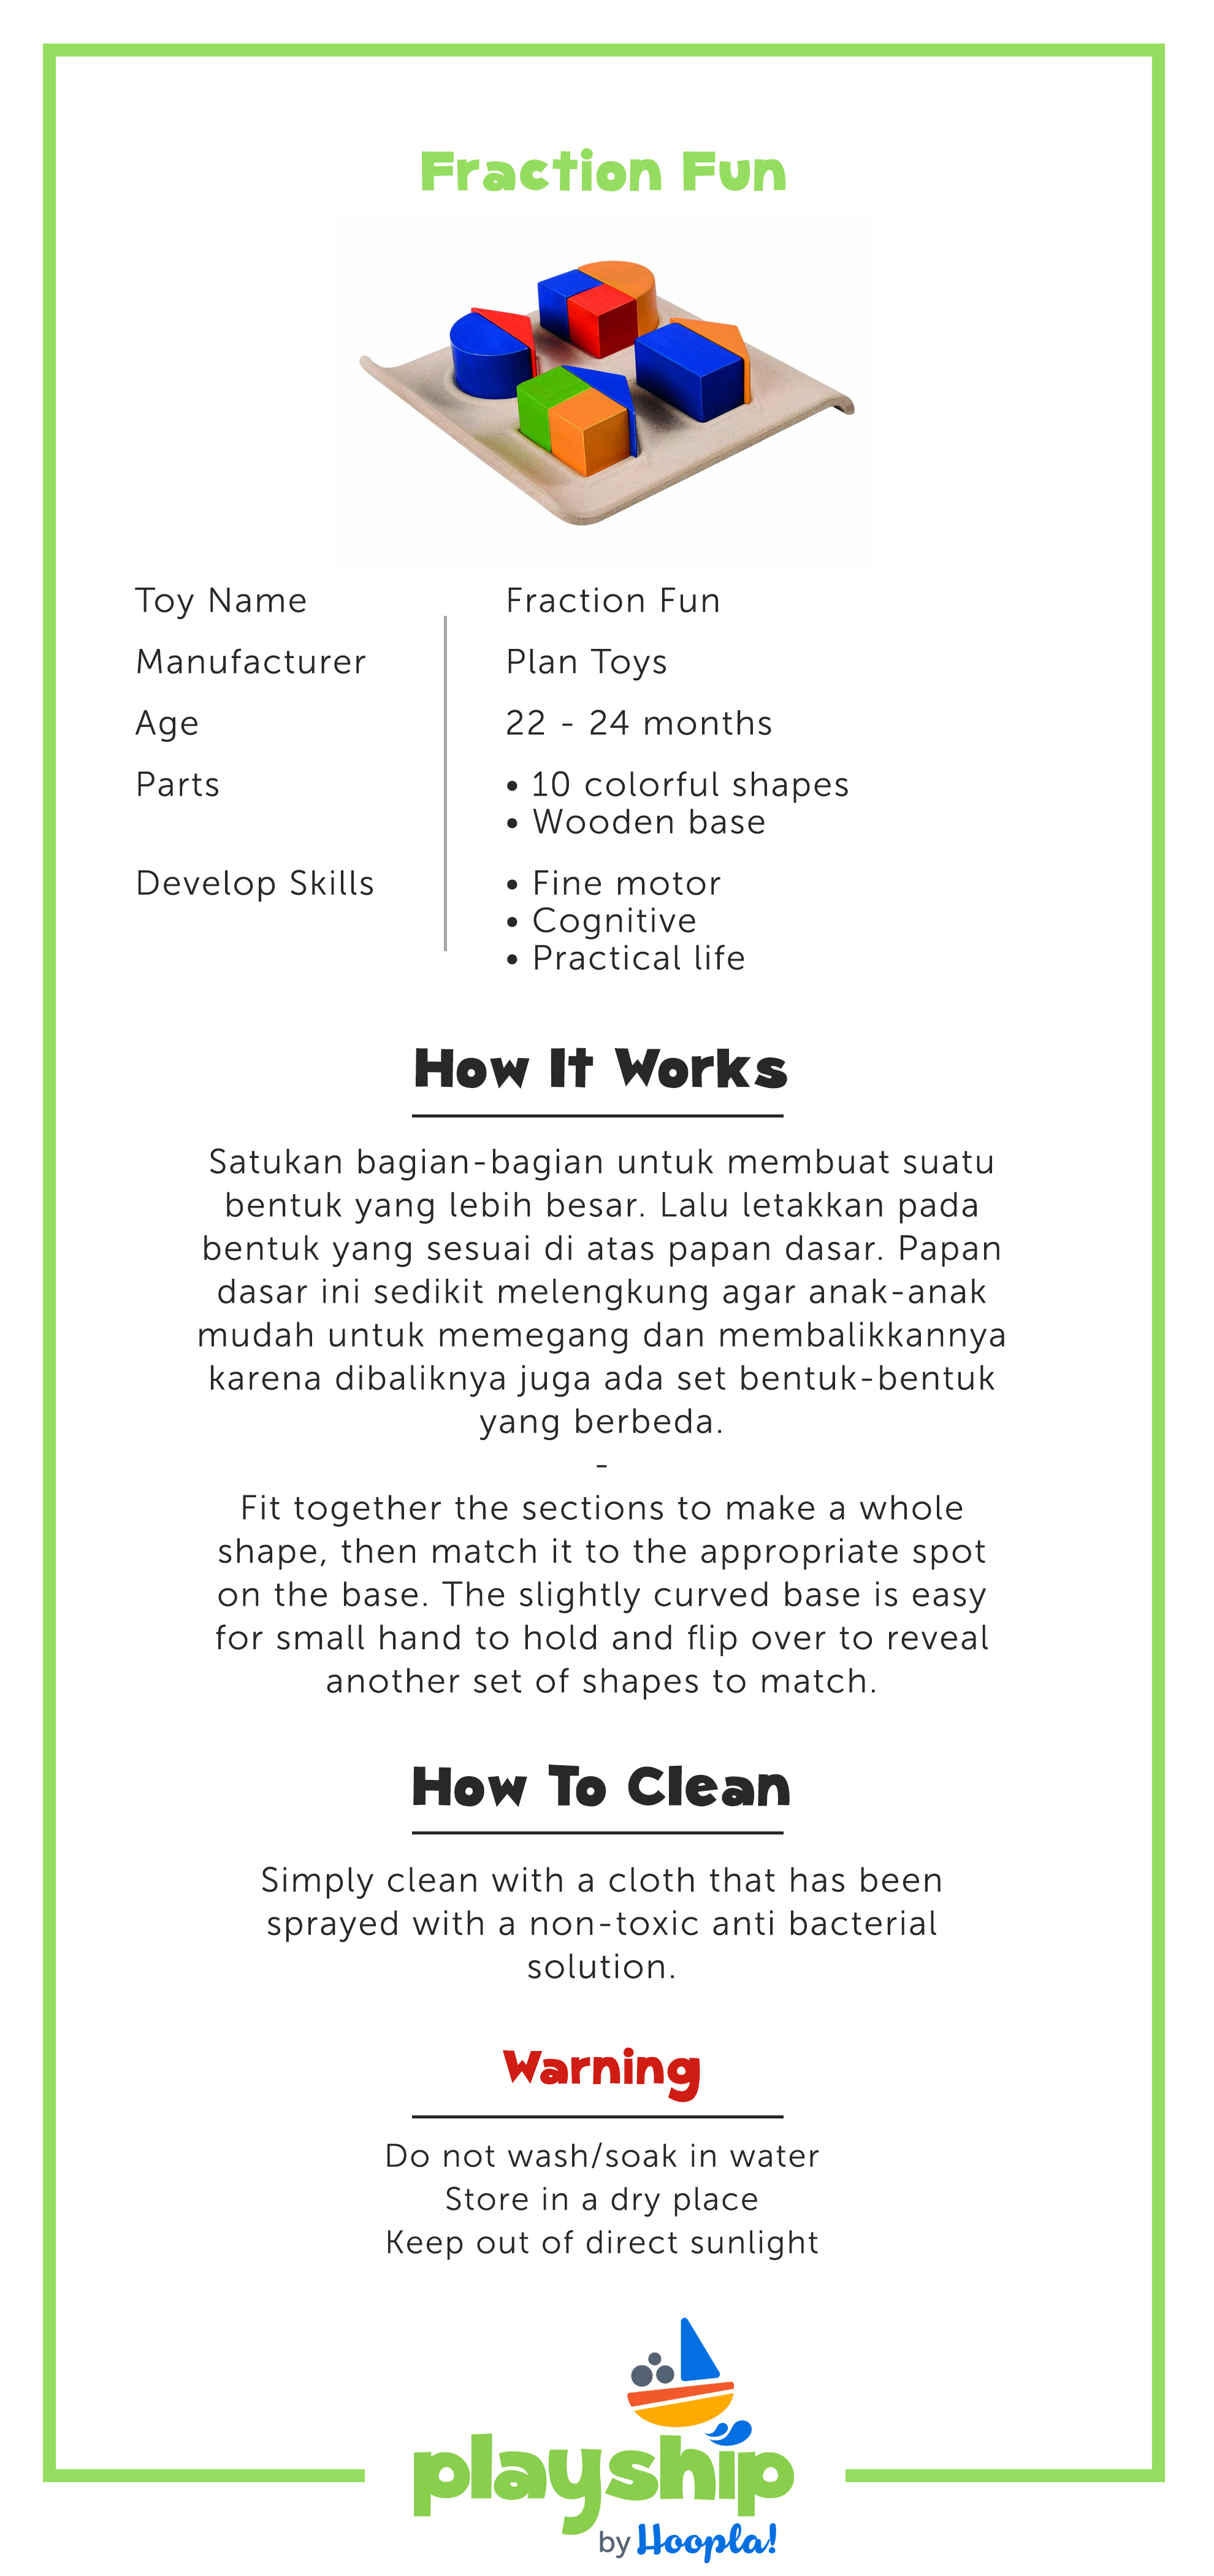 Fraction Fun
Toy Name Fraction Fun
Manufacturer Plan Toys
Age 22 - 24 months
Parts • 10 colorful shapes
• Wooden base
Develop Skills • Fine motor
• Cognitive
• Practical life
How It Works
Satukan bagian-bagian untuk membuat suatu
bentuk yang lebih besar. Lalu letakkan pada
bentuk yang sesuai di atas papan dasar. Papan
dasar ini sedikit melengkung agar anak-anak
mudah untuk memegang dan membalikkannya
karena dibaliknya juga ada set bentuk-bentuk
yang berbeda.
-
Fit together the sections to make a whole
shape, then match it to the appropriate spot
on the base. The slightly curved base is easy
for small hand to hold and flip over to reveal
another set of shapes to match.
How To Clean
Simply clean with a cloth that has been
sprayed with a non-toxic anti bacterial
solution.
Warning
Do not wash/soak in water
Store in a dry place
Keep out of direct sunlight
playship
by Hoopla!